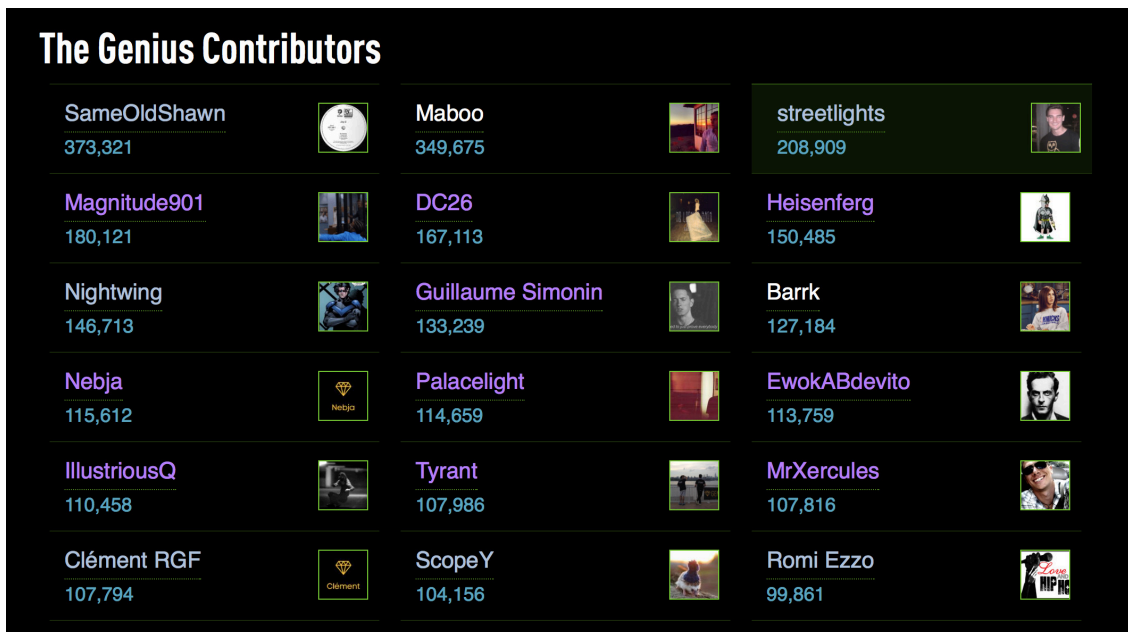 The Genius Contributors
SameOldShawn
373,321
Maboo
349,675
streetlights
208,909
Magnitude901
180,121
DC26
167,113
Heisenferg
150,485
Nightwing
146,713
Guillaume Simonin
133,239
Barrk
127,184
Nebja
115,612
Nebja
Palacelight
114,659
EwokABdevito
113,759
IllustriousQ
110,458
Tyrant
107,986
MrXercules
107,816
Clément RGF
107,794
Clément
ScopeY
104,156
Romi Ezzo
99,861
Love
AND
HIP HO